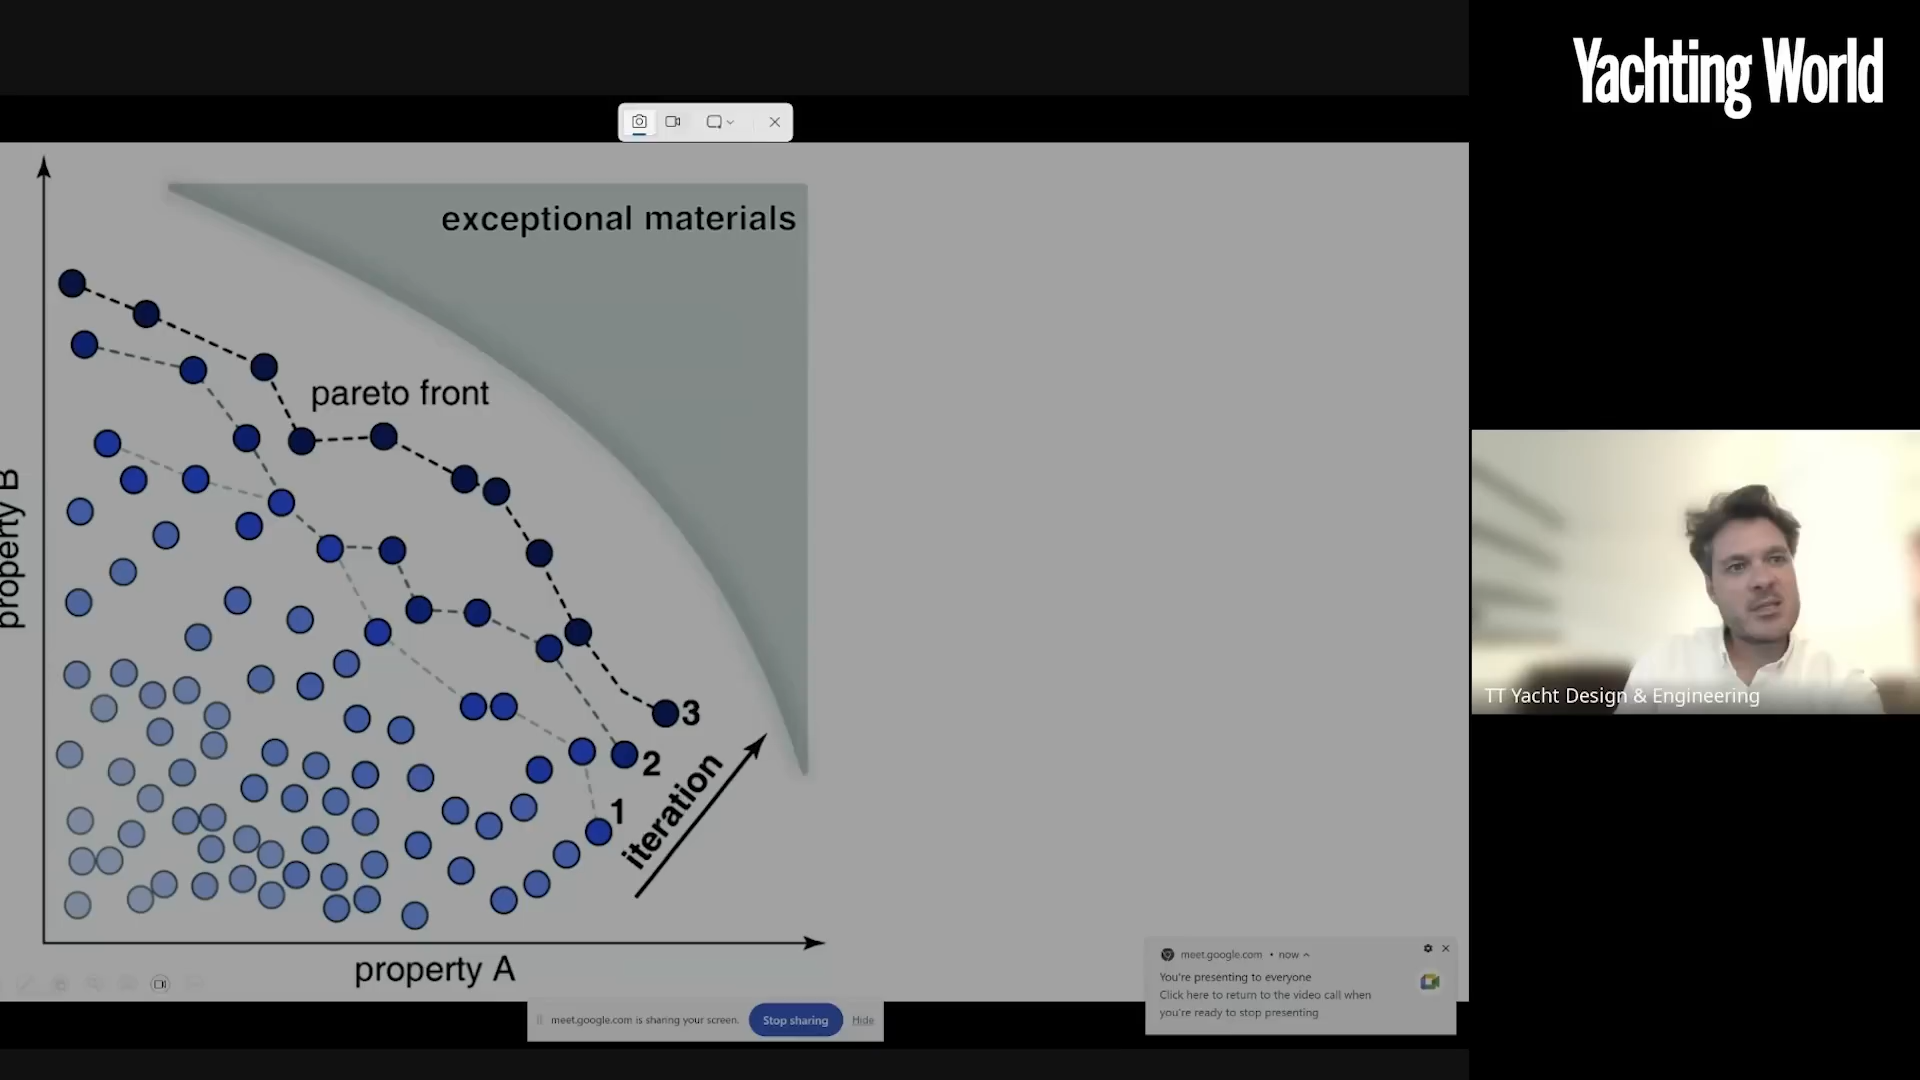 Yachting World
exceptional materials
pareto front
property B
3
2
1
iteration
property A
TT Yacht Design & Engineering
meet.google.com • now
You're presenting to everyone
Click here to return to the video call when
you're ready to stop presenting
meet.google.com is sharing your screen.
Stop sharing
Hide